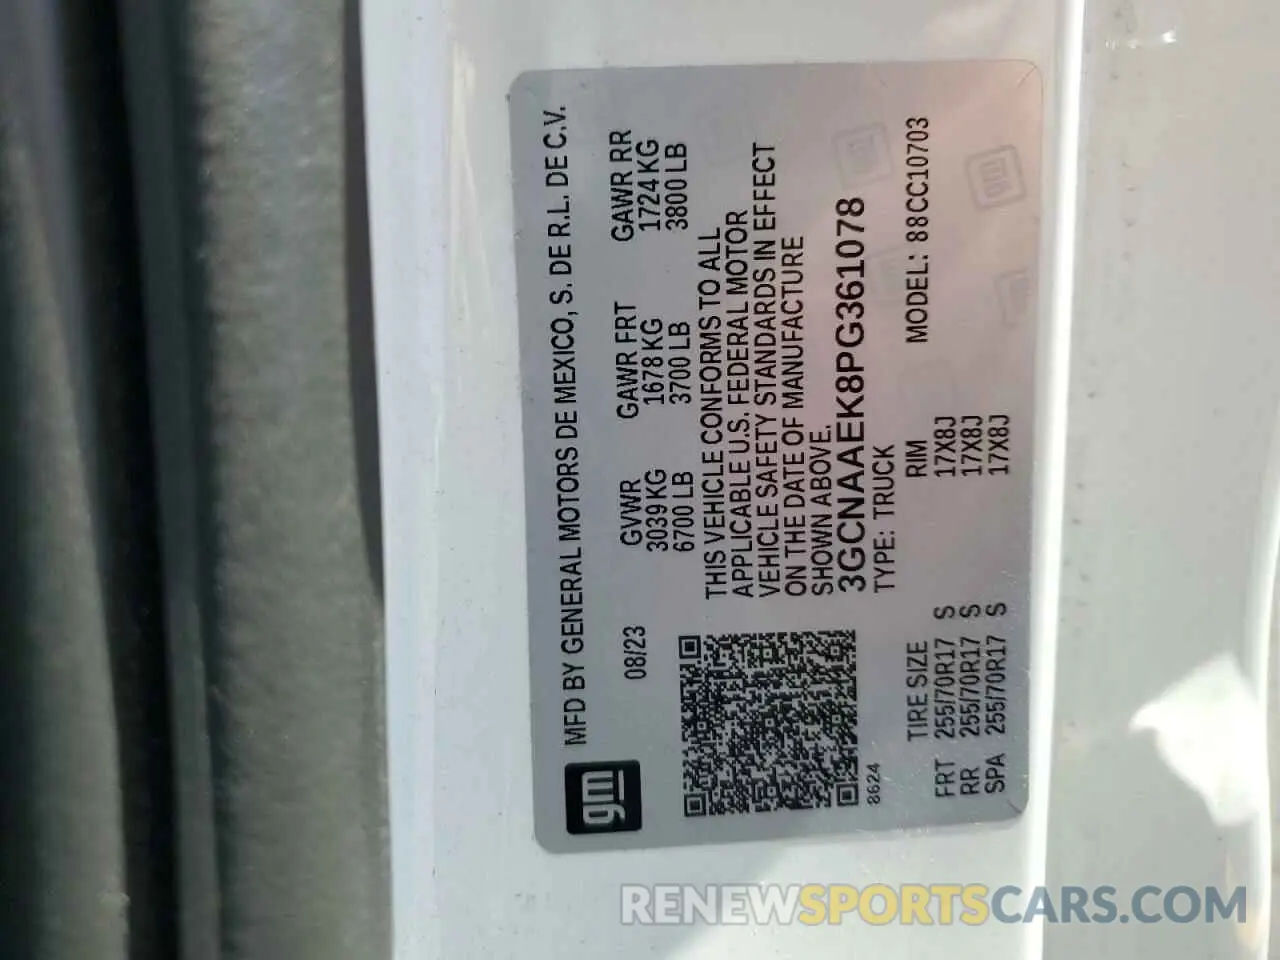 gm
MFD BY GENERAL MOTORS DE MEXICO, S. DE R.L. DE C.V.
08/23 GVWR GAWR FRT GAWR RR
3039 KG 1678 KG 1724 KG
6700 LB 3700 LB 3800 LB
THIS VEHICLE CONFORMS TO ALL
APPLICABLE U.S. FEDERAL MOTOR
VEHICLE SAFETY STANDARDS IN EFFECT
ON THE DATE OF MANUFACTURE
SHOWN ABOVE.
3GCNAAEK8PG361078
8624 TYPE: TRUCK
TIRE SIZE RIM MODEL: 88CC10703
FRT 255/70R17 S 17X8J
RR 255/70R17 S 17X8J
SPA 255/70R17 S 17X8J
gm
RENEWSPORTSCARS.COM